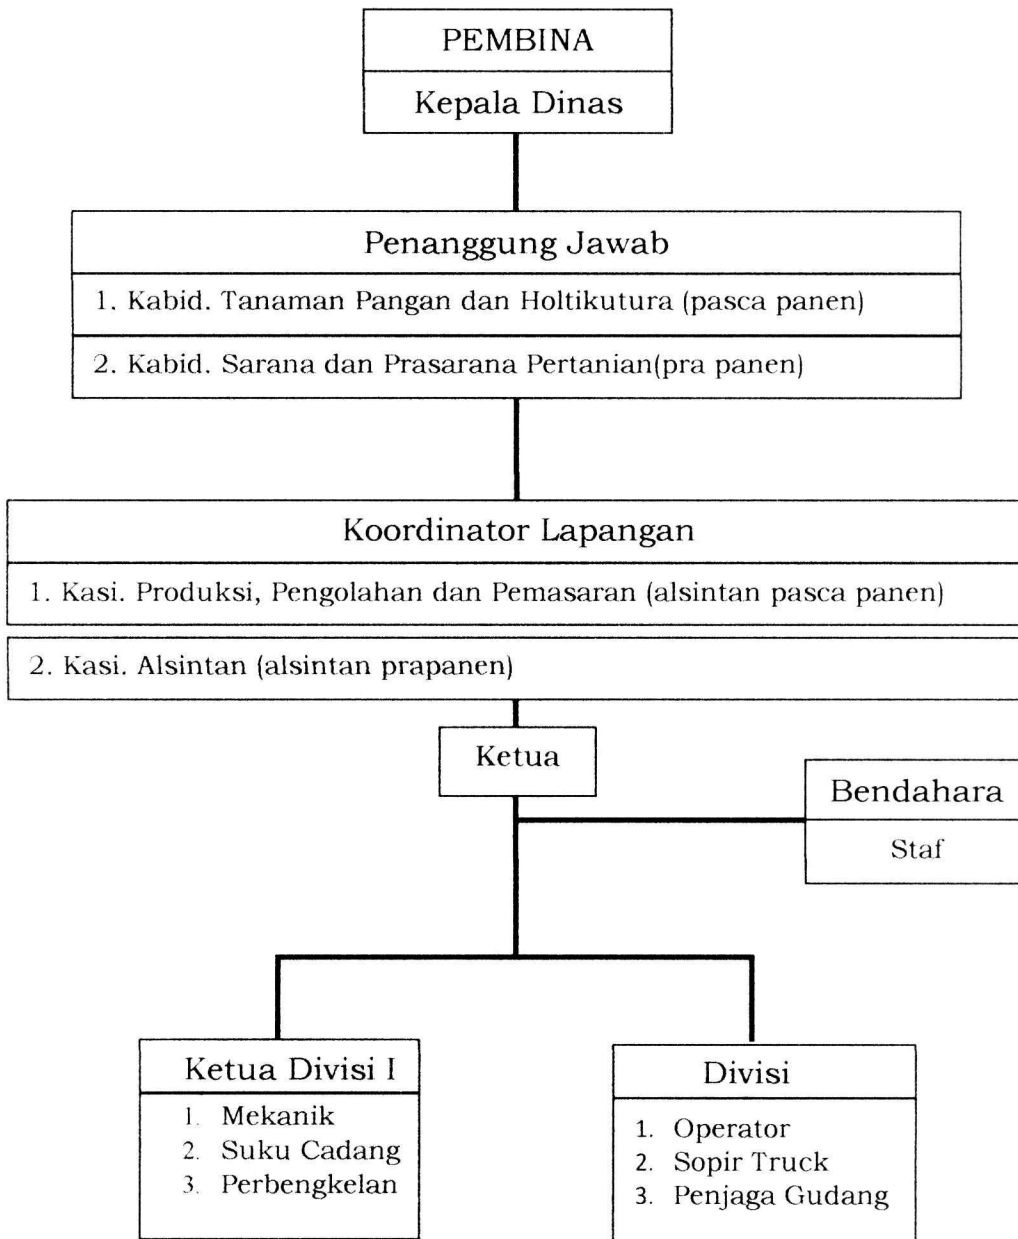 PEMBINA
Kepala Dinas
Penanggung Jawab
1. Kabid. Tanaman Pangan dan Holtikutura (pasca panen)
2. Kabid. Sarana dan Prasarana Pertanian(pra panen)
Koordinator Lapangan
1. Kasi. Produksi, Pengolahan dan Pemasaran (alsintan pasca panen)
2. Kasi. Alsintan (alsintan prapanen)
Ketua
Bendahara
Staf
Ketua Divisi I
1. Mekanik
2. Suku Cadang
3. Perbengkelan
Divisi
1. Operator
2. Sopir Truck
3. Penjaga Gudang